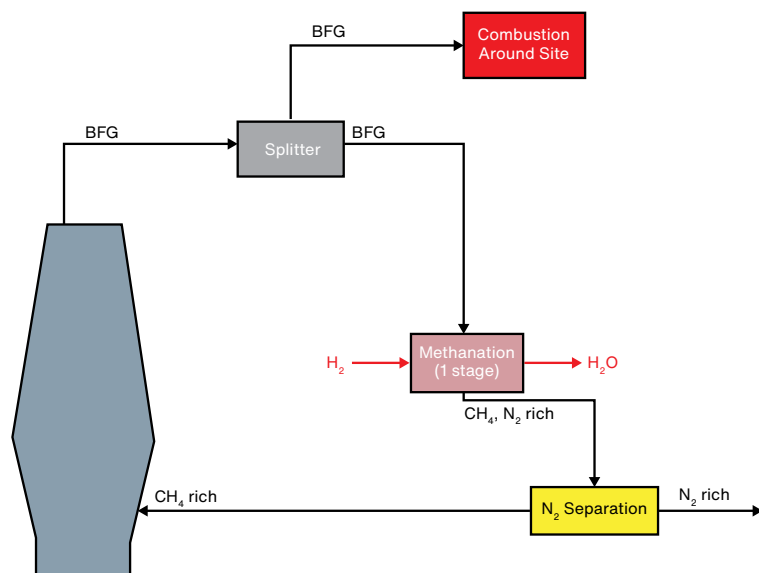 BFG
Combustion
Around Site
BFG
Splitter
BFG
H₂
Methanation
(1 stage)
H₂O
CH₄, N₂ rich
CH₄ rich
N₂ Separation
N₂ rich